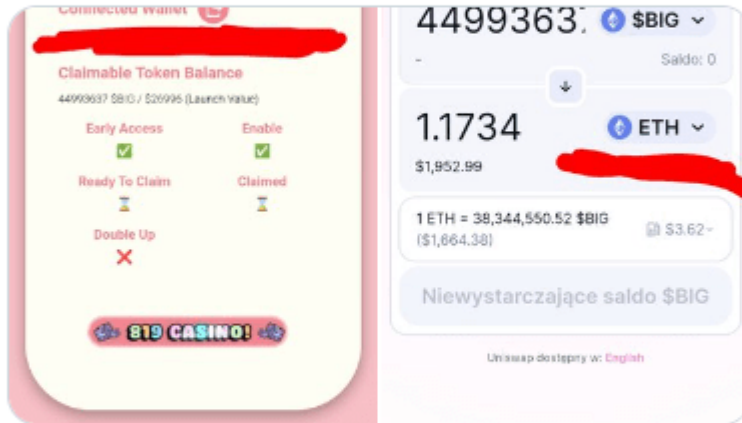 Connected Wallet
Claimable Token Balance
44993637 $BIG / $26996 (Launch Value)
Early Access
Enable
Ready To Claim
Claimed
Double Up
819 CASINO!
44993637 $BIG
-
Saldo: 0
1.1734 ETH
$1,952.99
1 ETH = 38,344,550.52 $BIG
($1,664.38)
$3.62
Niewystarczające saldo $BIG
Uniswap dostępny w: English